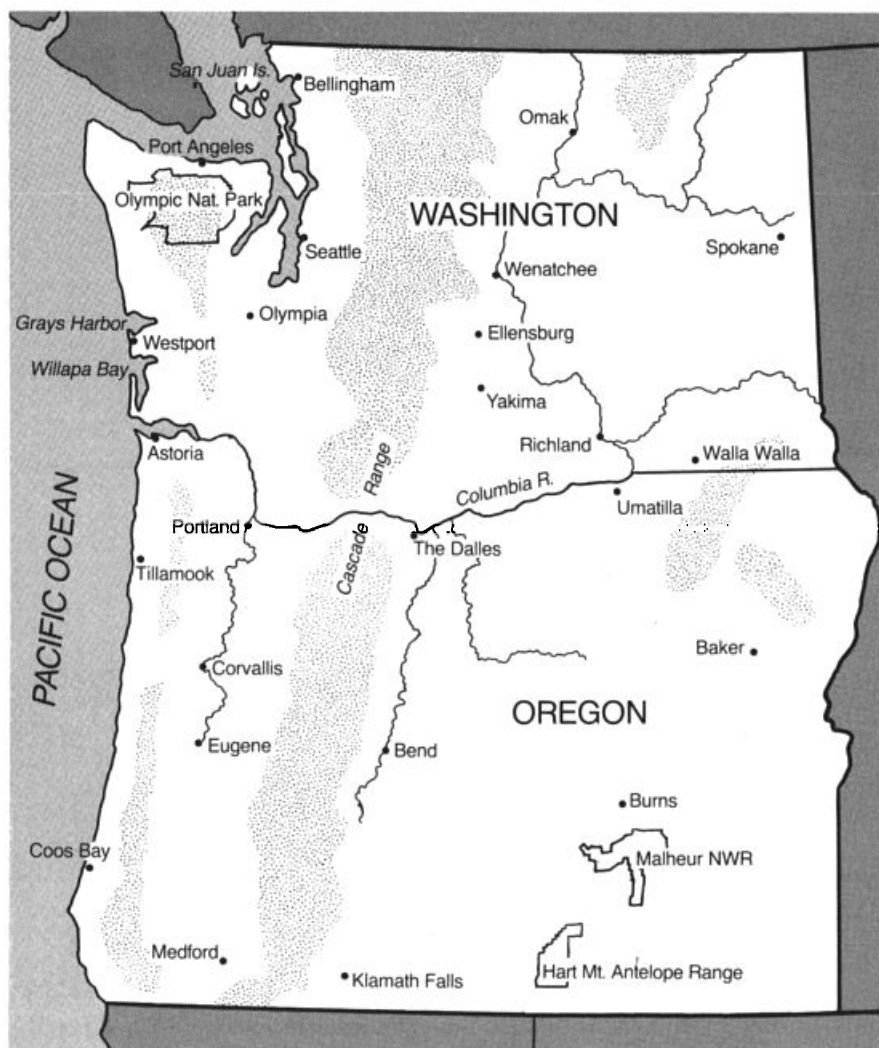 San Juan Is.
Bellingham
Omak
Port Angeles
Olympic Nat. Park
WASHINGTON
Seattle
Spokane
Wenatchee
Grays Harbor
Olympia
Westport
Ellensburg
Willapa Bay
Yakima
Richland
Walla Walla
Astoria
Range
Columbia R.
Umatilla
Portland
The Dalles
Cascade
Tillamook
PACIFIC OCEAN
Corvallis
Baker
OREGON
Eugene
Bend
Burns
Coos Bay
Malheur NWR
Medford
Klamath Falls
Hart Mt. Antelope Range